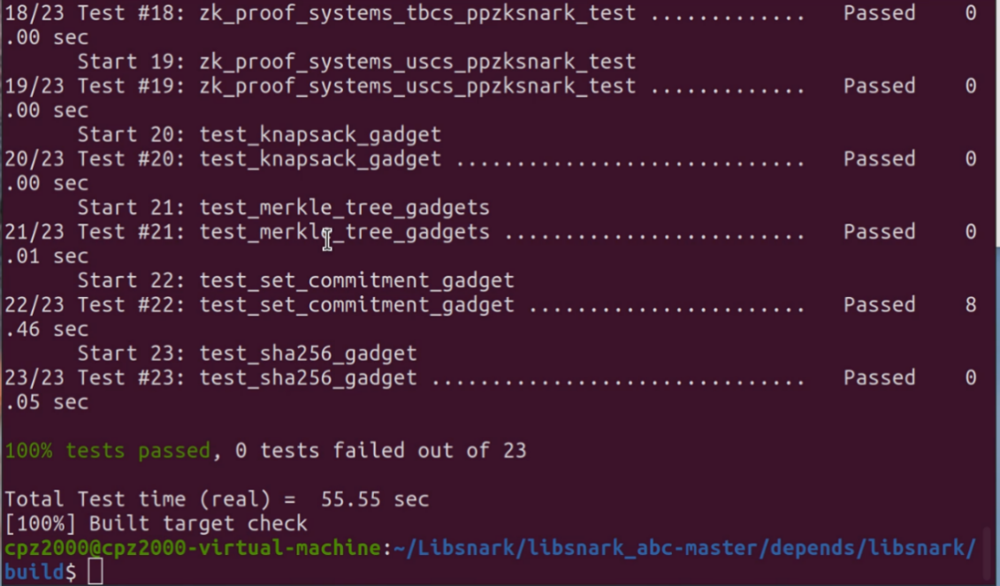 18/23 Test #18: zk_proof_systems_tbcs_ppzksnark_test .............   Passed    0
.00 sec
      Start 19: zk_proof_systems_uscs_ppzksnark_test
19/23 Test #19: zk_proof_systems_uscs_ppzksnark_test .............   Passed    0
.00 sec
      Start 20: test_knapsack_gadget
20/23 Test #20: test_knapsack_gadget .............................   Passed    0
.00 sec
      Start 21: test_merkle_tree_gadgets
21/23 Test #21: test_merkle_tree_gadgets .........................   Passed    0
.01 sec
      Start 22: test_set_commitment_gadget
22/23 Test #22: test_set_commitment_gadget .......................   Passed    8
.46 sec
      Start 23: test_sha256_gadget
23/23 Test #23: test_sha256_gadget ...............................   Passed    0
.05 sec

100% tests passed, 0 tests failed out of 23

Total Test time (real) =  55.55 sec
[100%] Built target check
cpz2000@cpz2000-virtual-machine:~/Libsnark/libsnark_abc-master/depends/libsnark/
build$